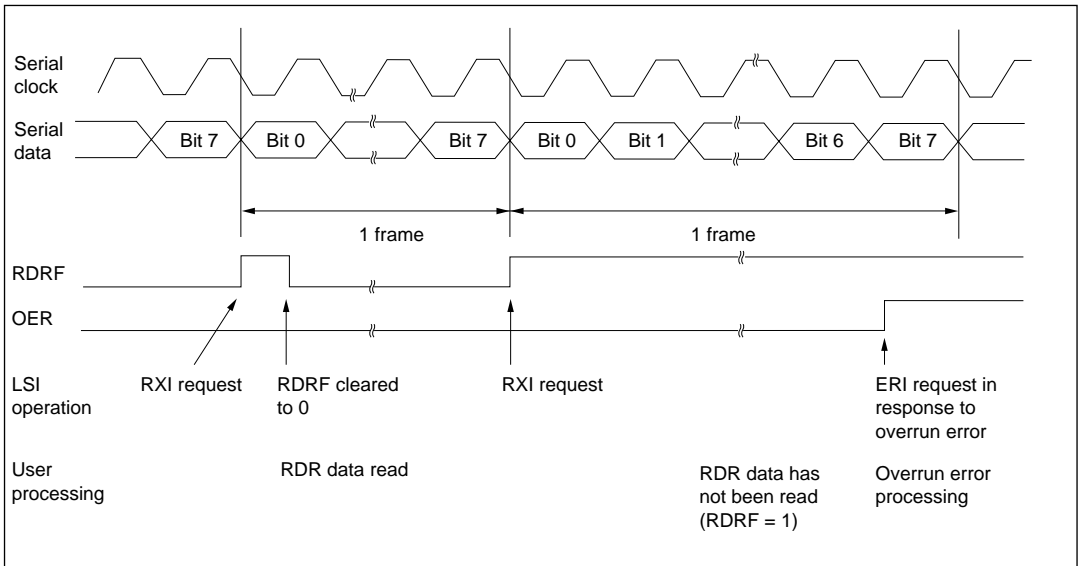 Serial
clock
Serial
data
Bit 7
Bit 0
Bit 7
Bit 0
Bit 1
Bit 6
Bit 7
1 frame
1 frame
RDRF
OER
LSI
operation
RXI request
RDRF cleared
to 0
RXI request
ERI request in
response to
overrun error
User
processing
RDR data read
RDR data has
not been read
(RDRF = 1)
Overrun error
processing